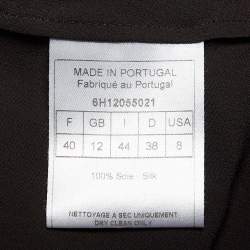 MADE IN PORTUGAL
Fabriqué au Portugal
6H12055021
F GB I D USA
40 12 44 38 8
100% Soie - Silk
NETTOYAGE A SEC UNIQUEMENT
DRY CLEAN ONLY